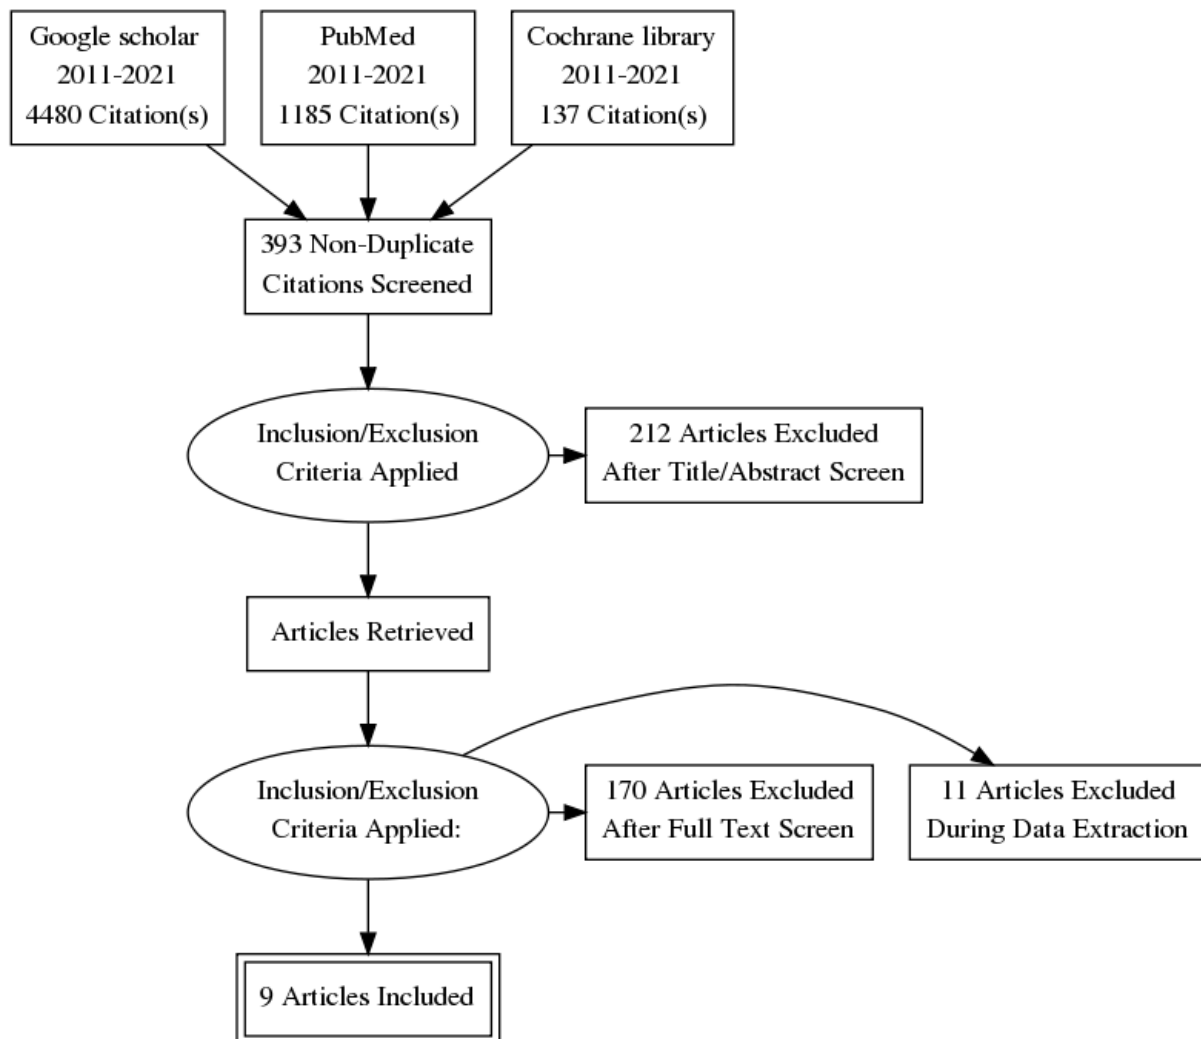 Google scholar
2011-2021
4480 Citation(s)
PubMed
2011-2021
1185 Citation(s)
Cochrane library
2011-2021
137 Citation(s)
393 Non-Duplicate
Citations Screened
Inclusion/Exclusion
Criteria Applied
212 Articles Excluded
After Title/Abstract Screen
Articles Retrieved
Inclusion/Exclusion
Criteria Applied:
170 Articles Excluded
After Full Text Screen
11 Articles Excluded
During Data Extraction
9 Articles Included